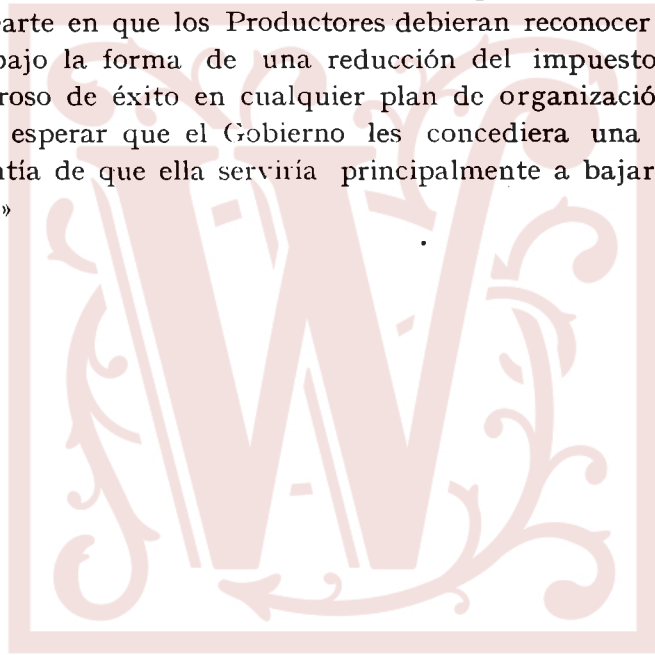 arte en que los Productores debieran reconocer
bajo la forma de una reducción del impuesto
roso de éxito en cualquier plan de organizació
esperar que el Gobierno les concediera una
tía de que ella serviría principalmente a bajar
»
W